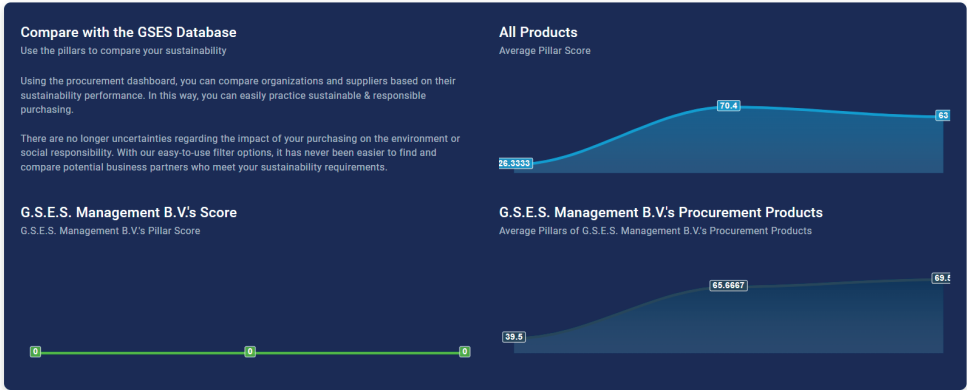 Compare with the GSES Database
Use the pillars to compare your sustainability
Using the procurement dashboard, you can compare organizations and suppliers based on their
sustainability performance. In this way, you can easily practice sustainable & responsible
purchasing.
There are no longer uncertainties regarding the impact of your purchasing on the environment or
social responsibility. With our easy-to-use filter options, it has never been easier to find and
compare potential business partners who meet your sustainability requirements.
All Products
Average Pillar Score
26.3333
70.4
63
G.S.E.S. Management B.V.'s Score
G.S.E.S. Management B.V.'s Pillar Score
0
0
0
G.S.E.S. Management B.V.'s Procurement Products
Average Pillars of G.S.E.S. Management B.V.'s Procurement Products
39.5
65.6667
69.5